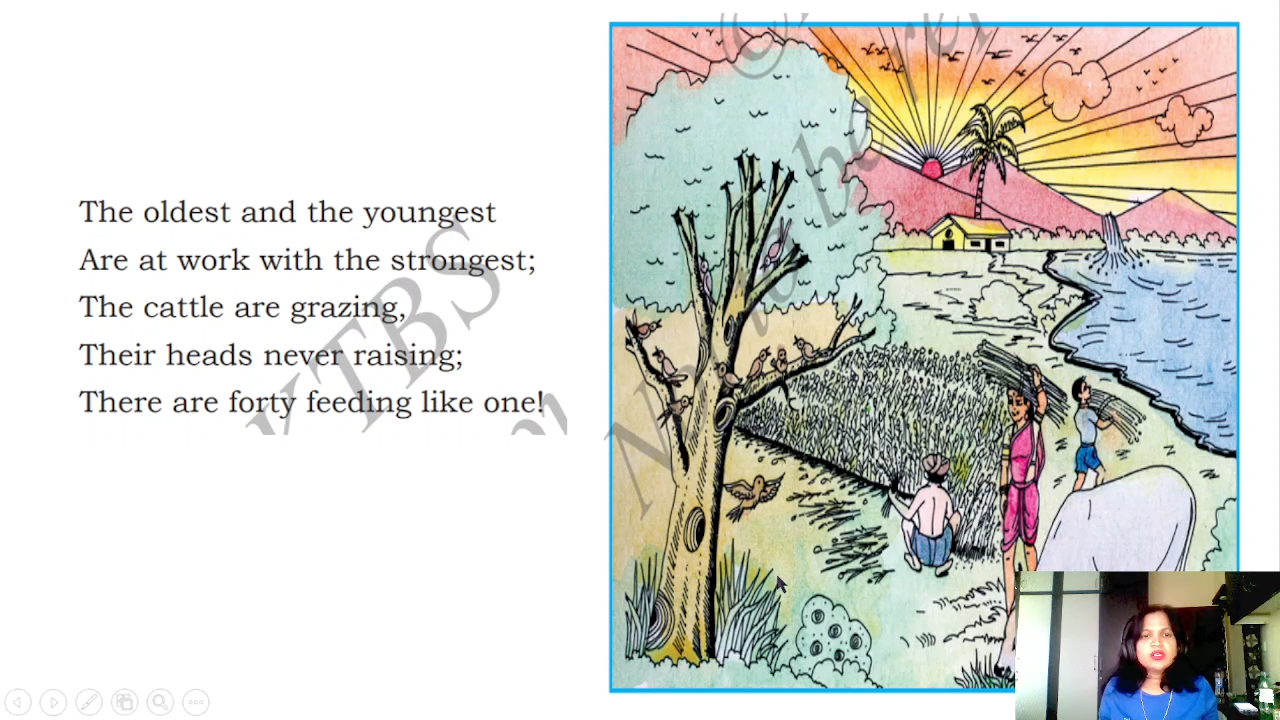 The oldest and the youngest
Are at work with the strongest;
The cattle are grazing,
Their heads never raising;
There are forty feeding like one!
KTBS